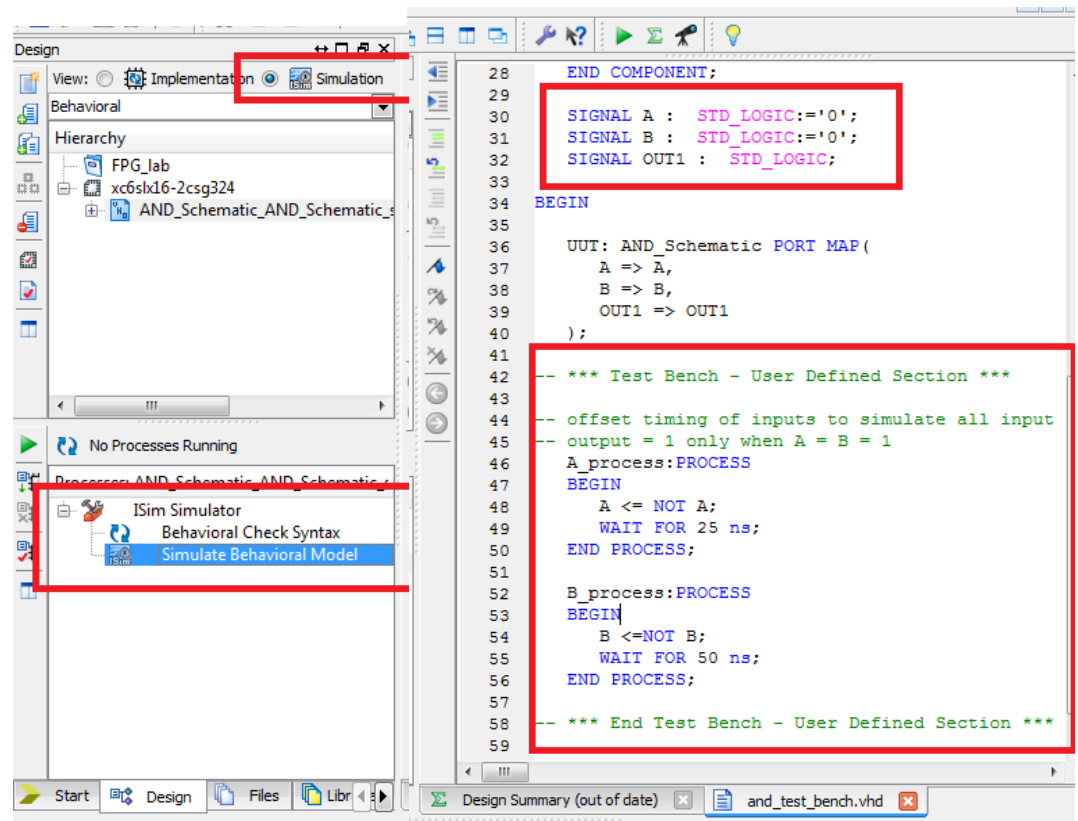 Design
View: Implementation Simulation
Behavioral
Hierarchy
FPG_lab
xc6slx16-2csg324
AND_Schematic_AND_Schematic_s
No Processes Running
Processes: AND_Schematic_AND_Schematic_
ISim Simulator
Behavioral Check Syntax
Simulate Behavioral Model
Start Design Files Libr
28 END COMPONENT;
29
30 SIGNAL A : STD_LOGIC:='0';
31 SIGNAL B : STD_LOGIC:='0';
32 SIGNAL OUT1 : STD_LOGIC;
33
34 BEGIN
35
36 UUT: AND_Schematic PORT MAP(
37 A => A,
38 B => B,
39 OUT1 => OUT1
40 );
41
42 -- *** Test Bench - User Defined Section ***
43
44 -- offset timing of inputs to simulate all input
45 -- output = 1 only when A = B = 1
46 A_process:PROCESS
47 BEGIN
48 A <= NOT A;
49 WAIT FOR 25 ns;
50 END PROCESS;
51
52 B_process:PROCESS
53 BEGIN
54 B <=NOT B;
55 WAIT FOR 50 ns;
56 END PROCESS;
57
58 -- *** End Test Bench - User Defined Section ***
59
Design Summary (out of date) and_test_bench.vhd